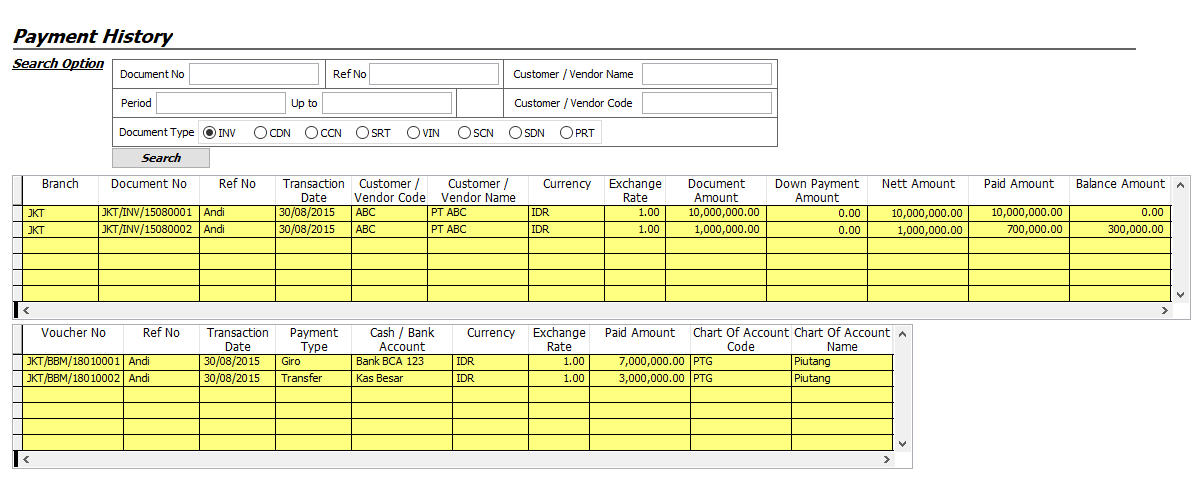 Payment History
Search Option
Document No Ref No Customer / Vendor Name
Period Up to Customer / Vendor Code
Document Type INV CDN CCN SRT VIN SCN SDN PRT
Search
Branch Document No Ref No Transaction Date Customer / Vendor Code Customer / Vendor Name Currency Exchange Rate Document Amount Down Payment Amount Nett Amount Paid Amount Balance Amount
JKT JKT/INV/15080001 Andi 30/08/2015 ABC PT ABC IDR 1.00 10,000,000.00 0.00 10,000,000.00 10,000,000.00 0.00
JKT JKT/INV/15080002 Andi 30/08/2015 ABC PT ABC IDR 1.00 1,000,000.00 0.00 1,000,000.00 700,000.00 300,000.00
Voucher No Ref No Transaction Date Payment Type Cash / Bank Account Currency Exchange Rate Paid Amount Chart Of Account Code Chart Of Account Name
JKT/BBM/18010001 Andi 30/08/2015 Giro Bank BCA 123 IDR 1.00 7,000,000.00 PTG Piutang
JKT/BBM/18010002 Andi 30/08/2015 Transfer Kas Besar IDR 1.00 3,000,000.00 PTG Piutang